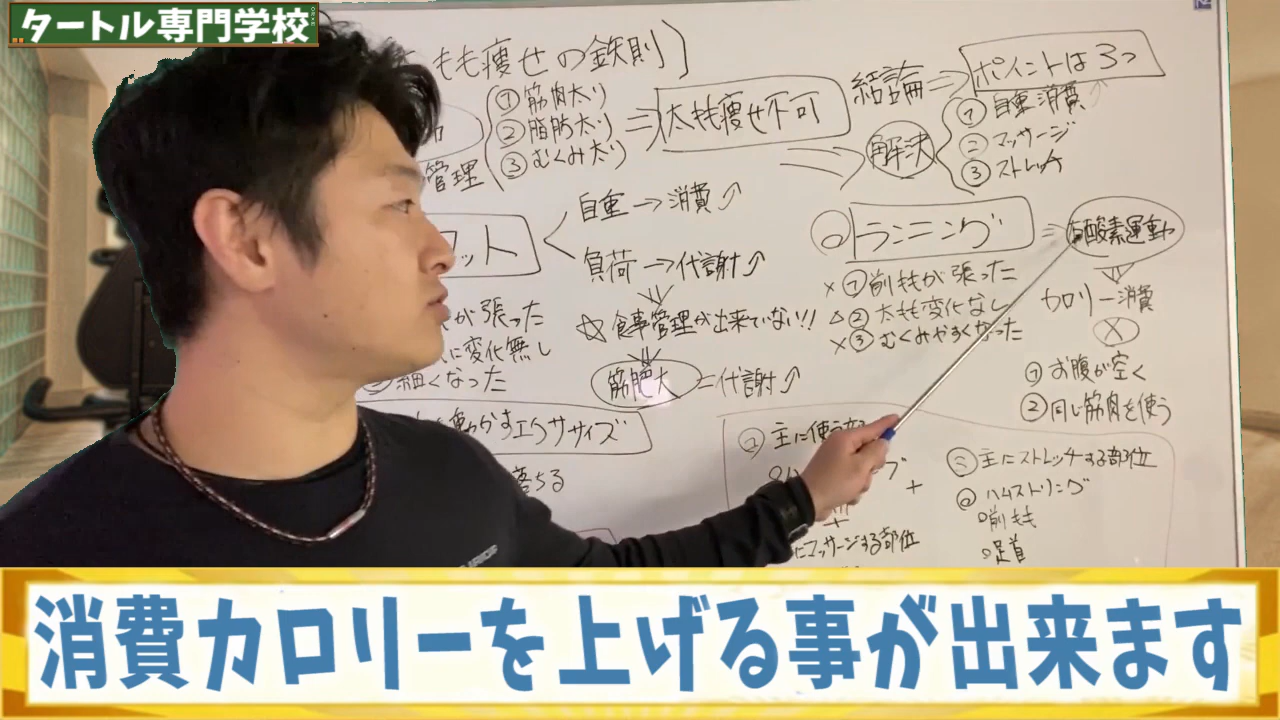 タートル専門学校
もも痩せの鉄則〕
管理
① 筋肉太り
② 脂肪太り
③ むくみ太り
⇒ 太もも痩せ不可
結論 ⇒ ポイントは3つ
解決
① 自重消費
② マッサージ
③ ストレッチ
ット
自重 → 消費↗
負荷 → 代謝↗
☆食事管理が出来ていない!!
筋肥大 = 代謝↗
が張った
に変化無し
③ 細くなった
動かすエクササイズ
落ちる
○ランニング ⇒ 有酸素運動
× ① 前ももが張った
△ ② 太もも変化なし
× ③ むくみやすくなった
カロリー消費
×
① お腹が空く
② 同じ筋肉を使う
主に使う
+
マッサージする部位
主にストレッチする部位
ハムストリング
前もも
足首
消費カロリーを上げる事が出来ます